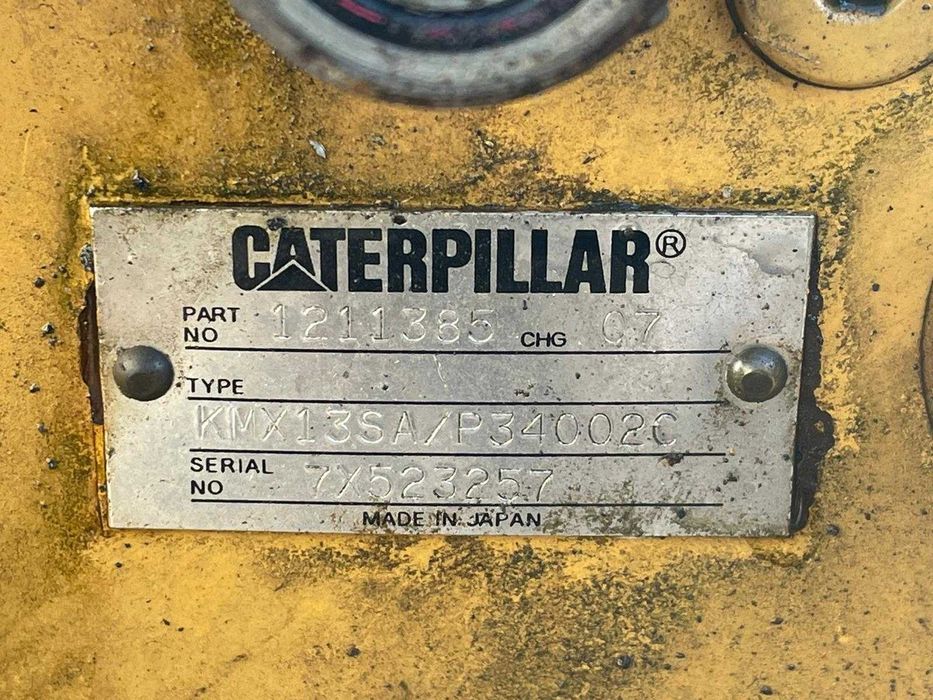 CATERPILLAR®
PART NO 1211385 CHG 07
TYPE
KMX13SA/P34002C
SERIAL NO 7X523257
MADE IN JAPAN